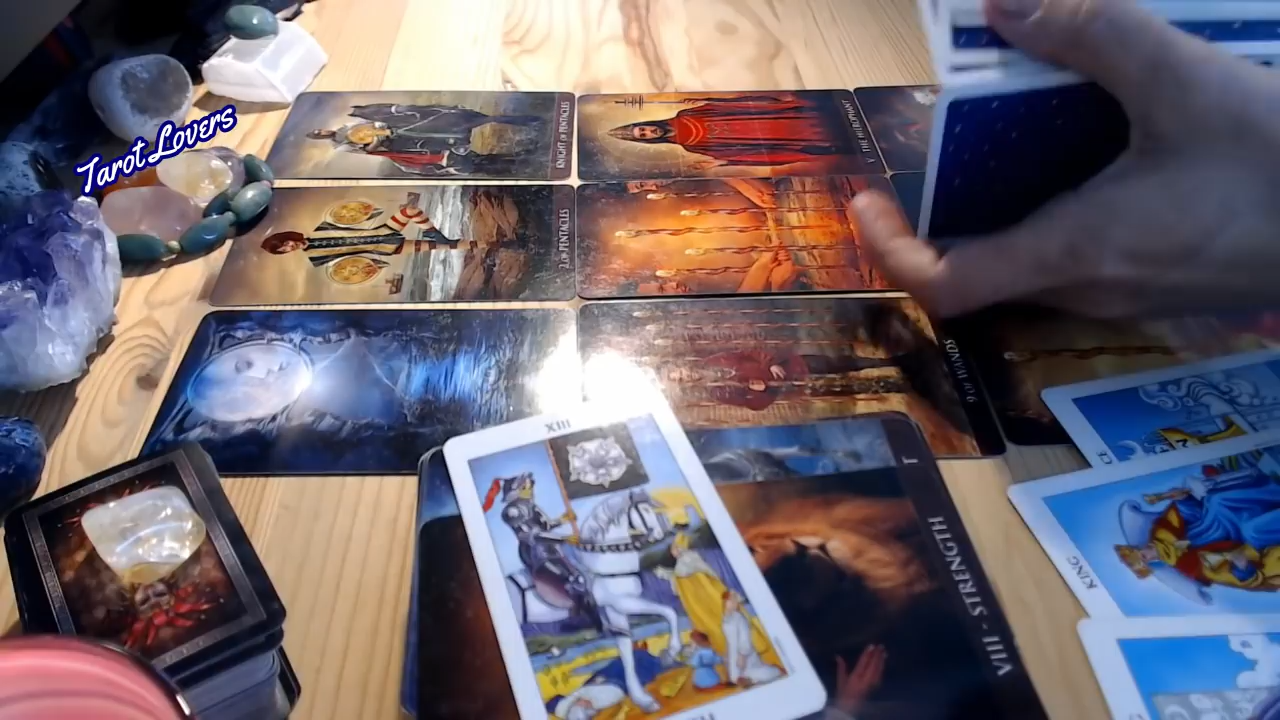 Tarot Lovers
KNIGHT OF PENTACLES
V THE HIEROPHANT
2 OF PENTACLES
9 OF WANDS
XIII
VIII - STRENGTH
KING